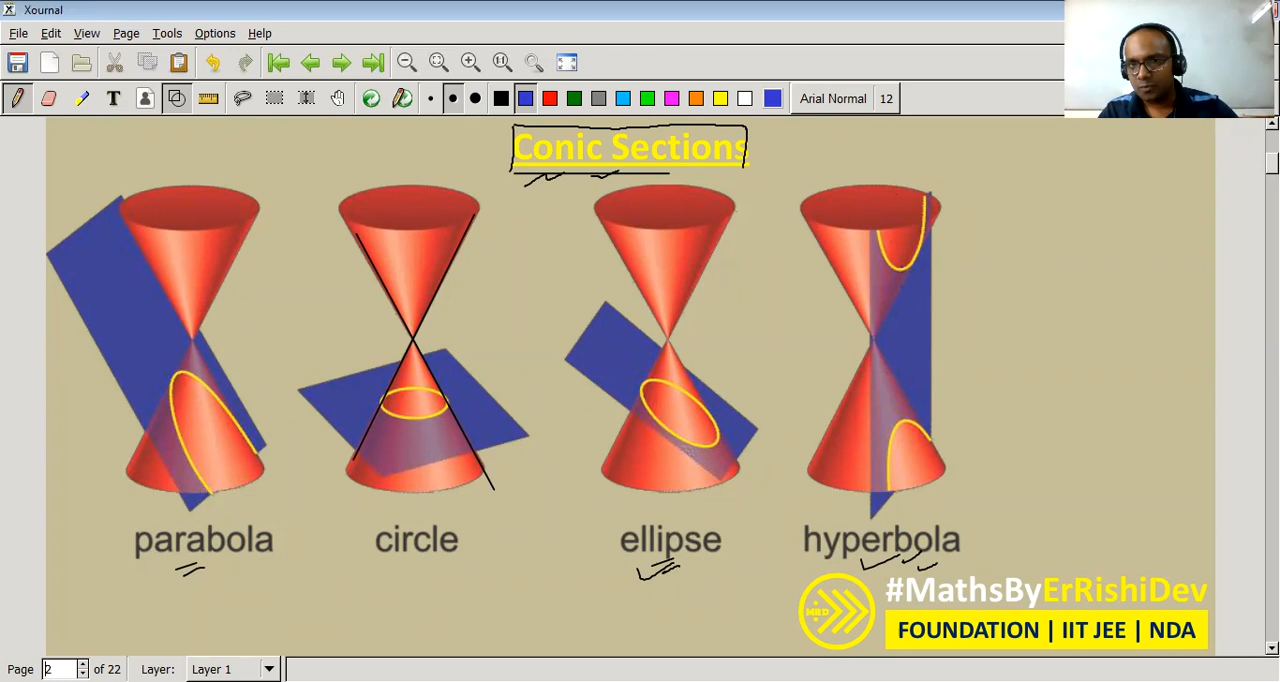 Xournal
File Edit View Page Tools Options Help
Arial Normal 12
Conic Sections
parabola circle ellipse hyperbola
MRD
#MathsByErRishiDev
FOUNDATION | IIT JEE | NDA
Page 2 of 22 Layer: Layer 1